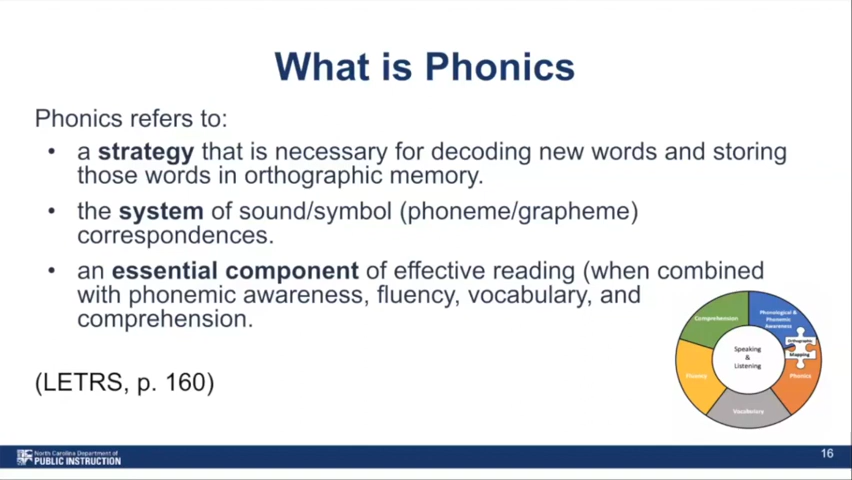 What is Phonics
Phonics refers to:
• a strategy that is necessary for decoding new words and storing
those words in orthographic memory.
• the system of sound/symbol (phoneme/grapheme)
correspondences.
• an essential component of effective reading (when combined
with phonemic awareness, fluency, vocabulary, and
comprehension.
(LETRS, p. 160)
Comprehension
Phonological &
Phonemic
Awareness
Orthographic
Mapping
Speaking
&
Listening
Fluency
Phonics
Vocabulary
North Carolina Department of
PUBLIC INSTRUCTION
16